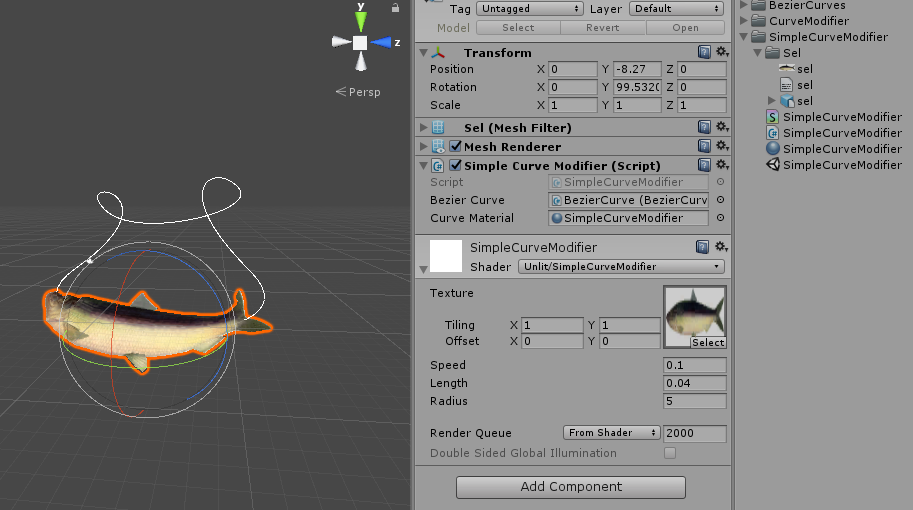 y
z
Persp
Tag Untagged Layer Default
Model Select Revert Open
Transform
Position X 0 Y -8.27 Z 0
Rotation X 0 Y 99.5320 Z 0
Scale X 1 Y 1 Z 1
Sel (Mesh Filter)
Mesh Renderer
Simple Curve Modifier (Script)
Script SimpleCurveModifier
Bezier Curve BezierCurve (BezierCurv
Curve Material SimpleCurveModifier
SimpleCurveModifier
Shader Unlit/SimpleCurveModifier
Texture
Tiling X 1 Y 1
Offset X 0 Y 0
Select
Speed 0.1
Length 0.04
Radius 5
Render Queue From Shader 2000
Double Sided Global Illumination
Add Component
BezierCurves
CurveModifier
SimpleCurveModifier
Sel
sel
sel
sel
SimpleCurveModifier
SimpleCurveModifier
SimpleCurveModifier
SimpleCurveModifier